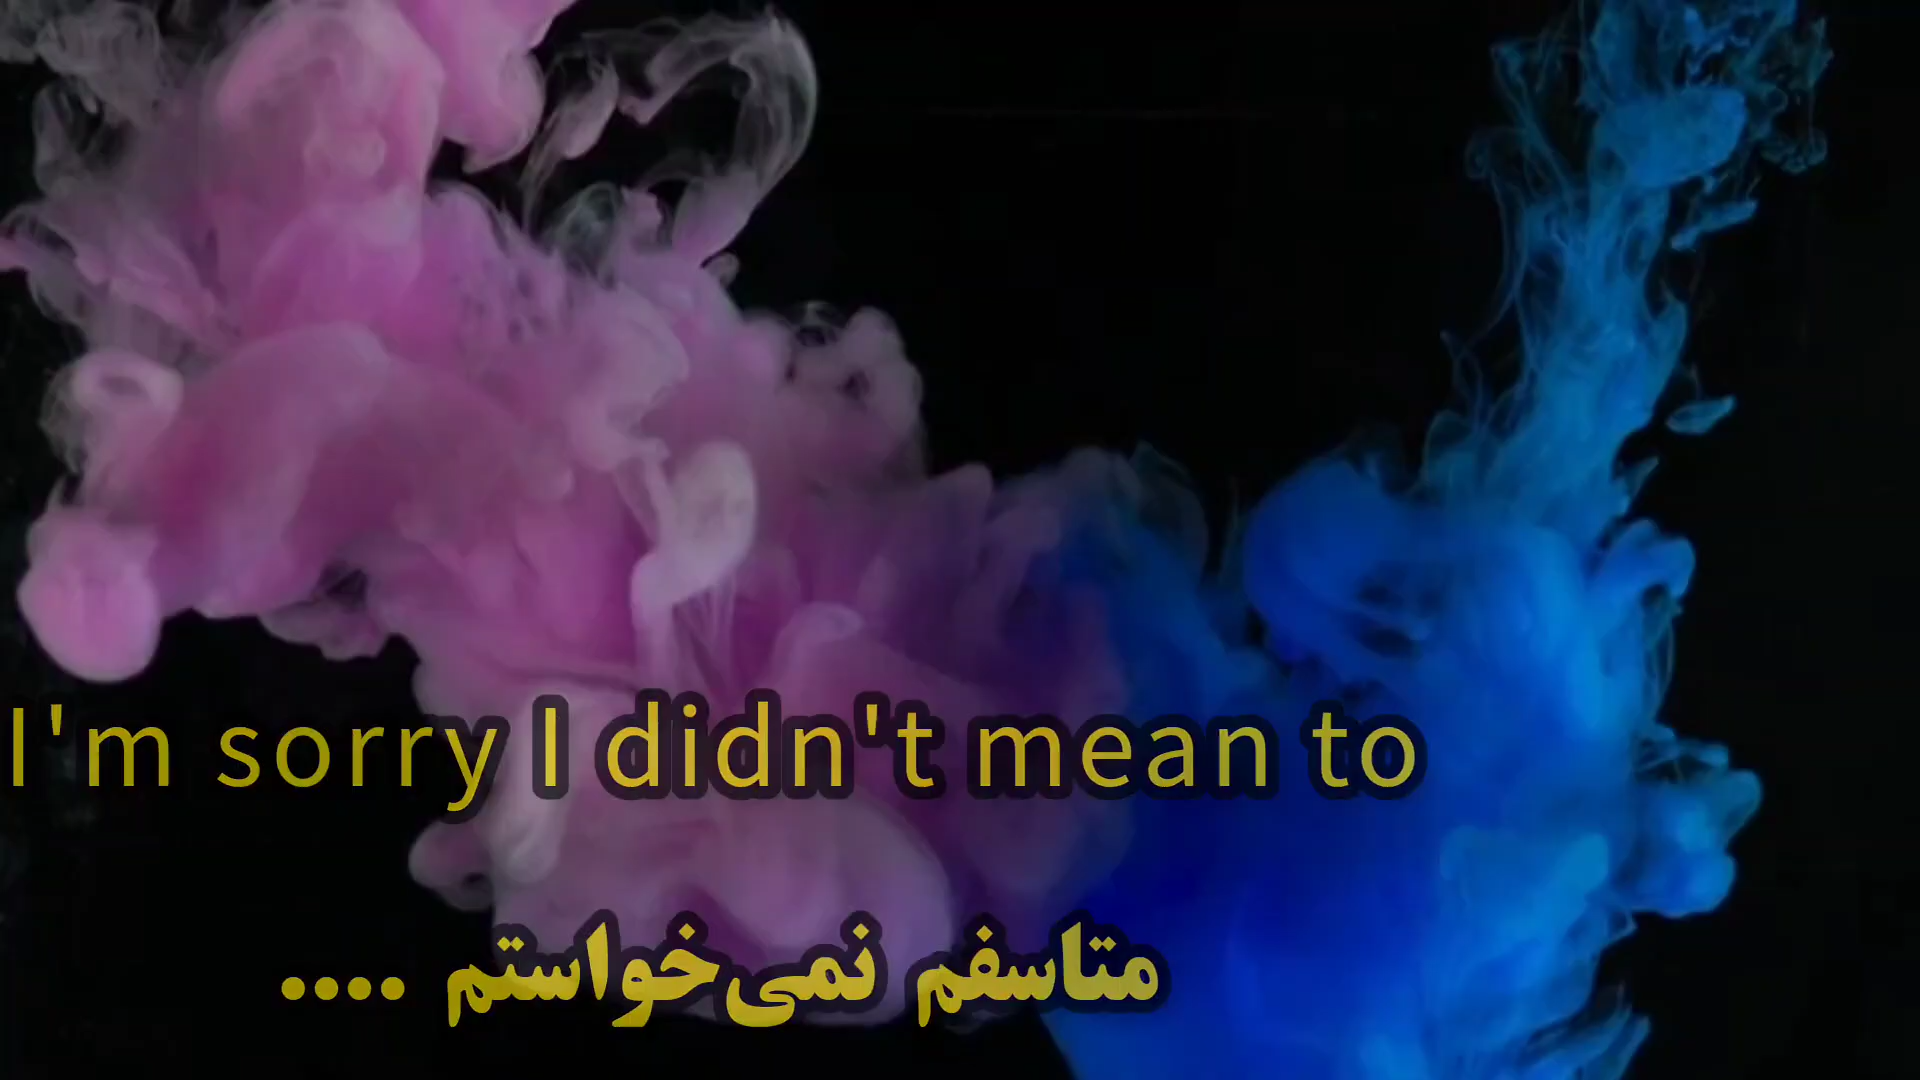 I'm sorry I didn't mean to
متاسفم نمی‌خواستم ....